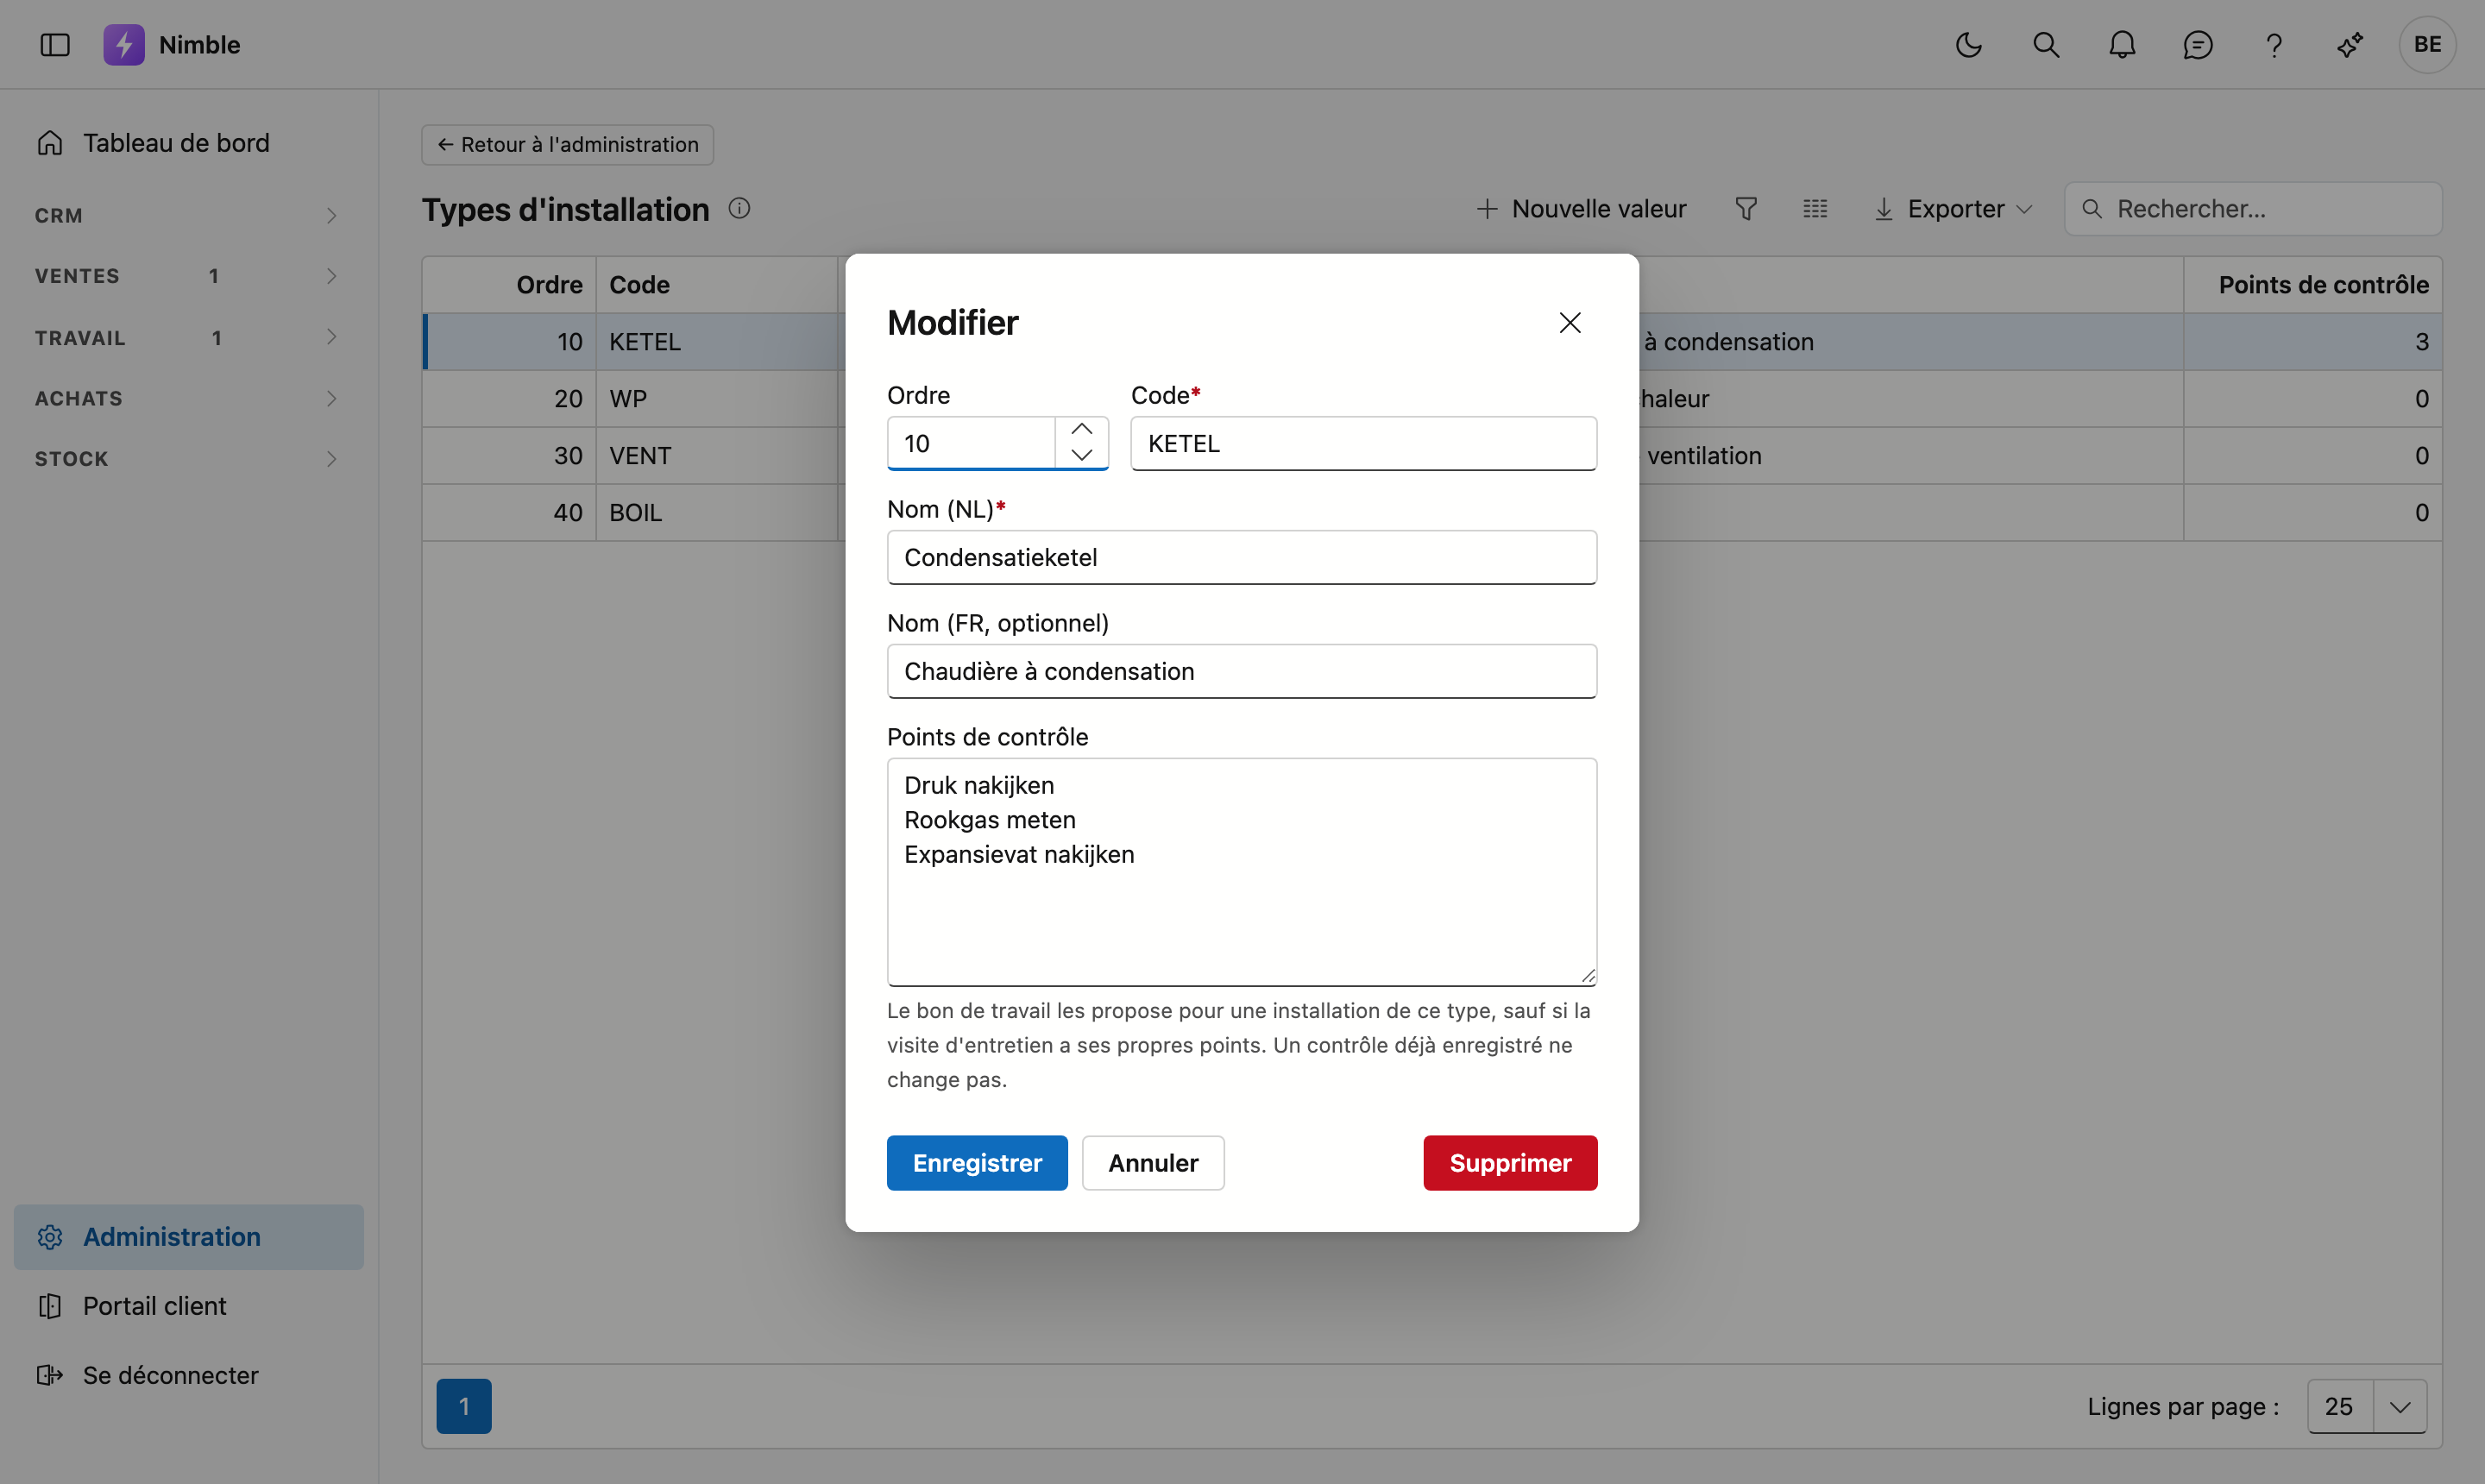 Nimble
BE
Tableau de bord
CRM
VENTES 1
TRAVAIL 1
ACHATS
STOCK
Administration
Portail client
Se déconnecter
← Retour à l'administration
Types d'installation
Nouvelle valeur
Exporter
Rechercher...
Ordre Code Points de contrôle
10 KETEL à condensation 3
20 WP 0
30 VENT ventilation 0
40 BOIL 0
Modifier
Ordre Code*
10 KETEL
Nom (NL)*
Condensatieketel
Nom (FR, optionnel)
Chaudière à condensation
Points de contrôle
Druk nakijken
Rookgas meten
Expansievat nakijken
Le bon de travail les propose pour une installation de ce type, sauf si la
visite d'entretien a ses propres points. Un contrôle déjà enregistré ne
change pas.
Enregistrer Annuler Supprimer
1
Lignes par page : 25